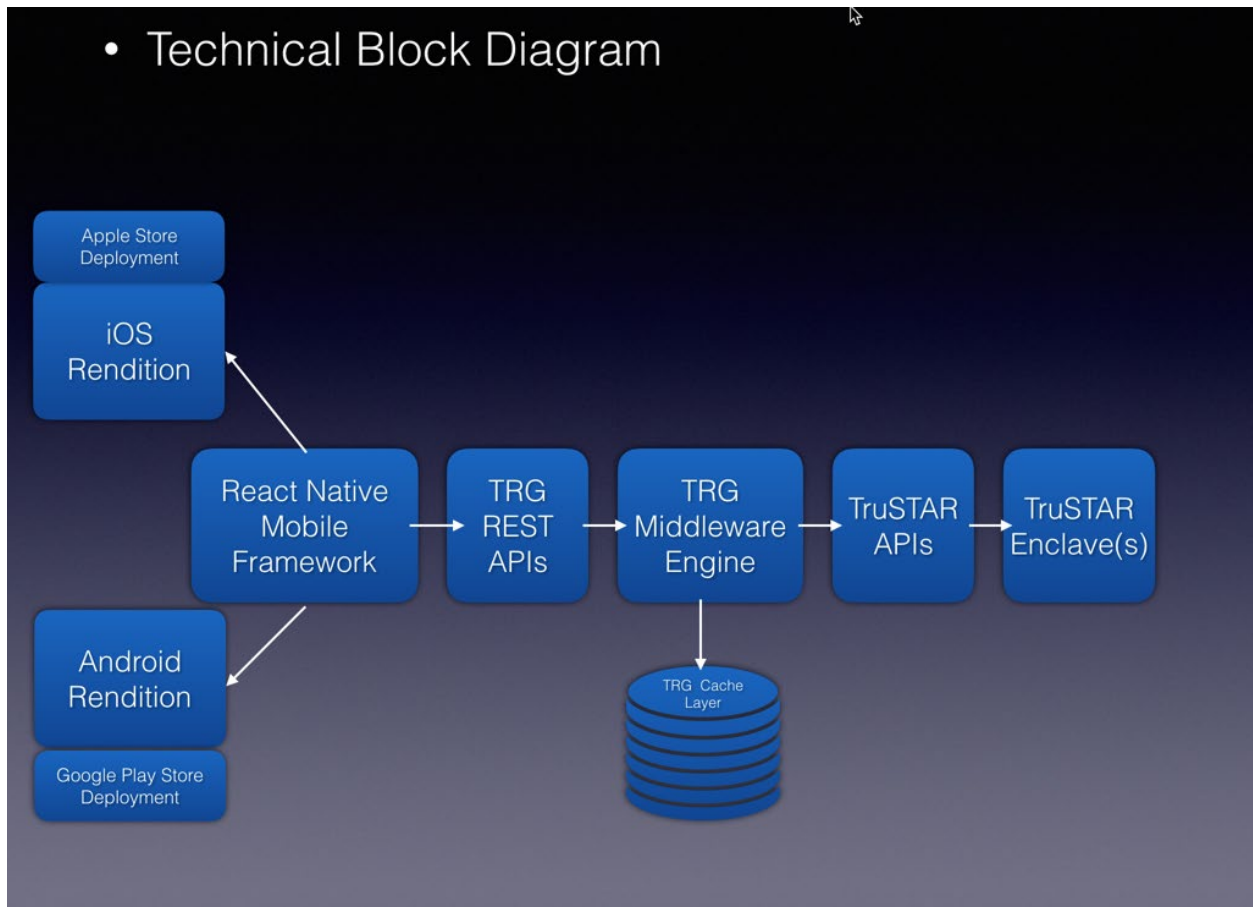 • Technical Block Diagram
Apple Store
Deployment
iOS
Rendition
React Native
Mobile
Framework
TRG
REST
APIs
TRG
Middleware
Engine
TruSTAR
APIs
TruSTAR
Enclave(s)
Android
Rendition
TRG Cache
Layer
Google Play Store
Deployment